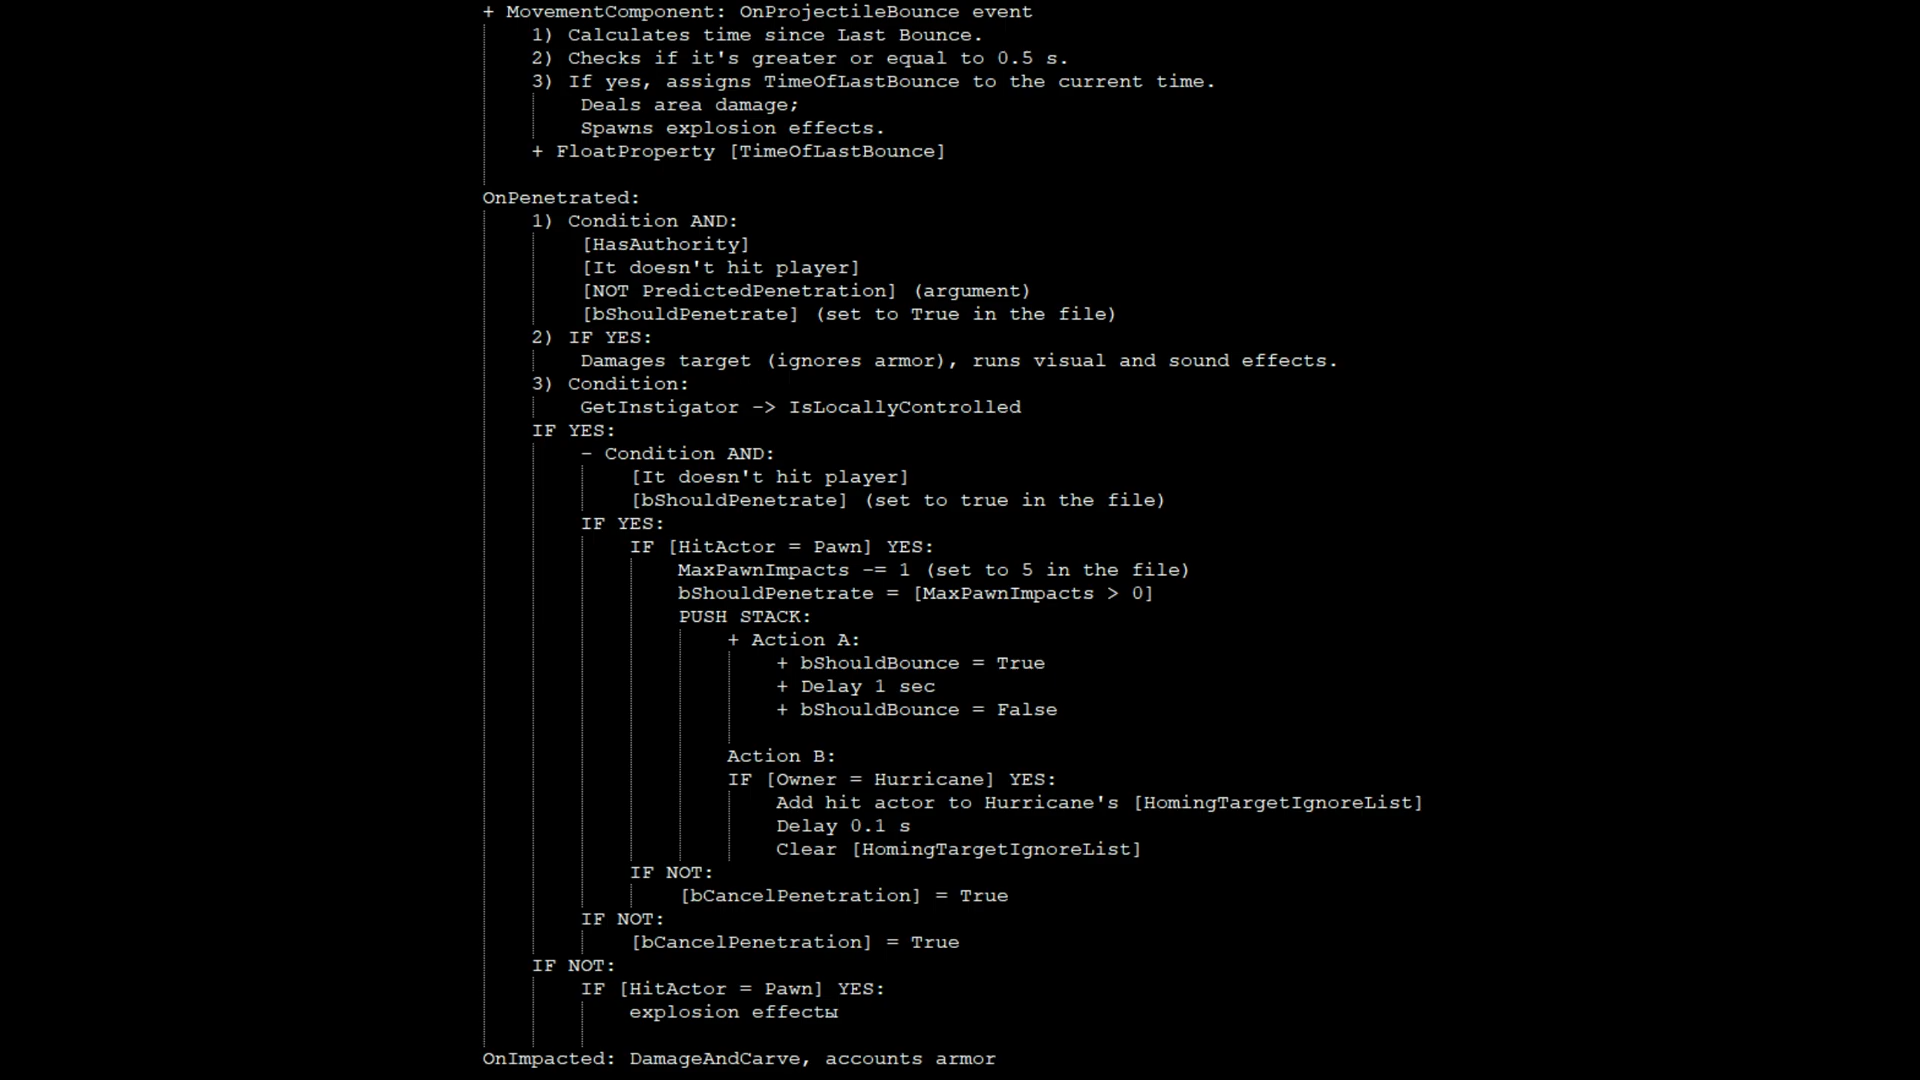 + MovementComponent: OnProjectileBounce event
1) Calculates time since Last Bounce.
2) Checks if it's greater or equal to 0.5 s.
3) If yes, assigns TimeOfLastBounce to the current time.
Deals area damage;
Spawns explosion effects.
+ FloatProperty [TimeOfLastBounce]
OnPenetrated:
1) Condition AND:
[HasAuthority]
[It doesn't hit player]
[NOT PredictedPenetration] (argument)
[bShouldPenetrate] (set to True in the file)
2) IF YES:
Damages target (ignores armor), runs visual and sound effects.
3) Condition:
GetInstigator -> IsLocallyControlled
IF YES:
- Condition AND:
[It doesn't hit player]
[bShouldPenetrate] (set to true in the file)
IF YES:
IF [HitActor = Pawn] YES:
MaxPawnImpacts -= 1 (set to 5 in the file)
bShouldPenetrate = [MaxPawnImpacts > 0]
PUSH STACK:
+ Action A:
+ bShouldBounce = True
+ Delay 1 sec
+ bShouldBounce = False
Action B:
IF [Owner = Hurricane] YES:
Add hit actor to Hurricane's [HomingTargetIgnoreList]
Delay 0.1 s
Clear [HomingTargetIgnoreList]
IF NOT:
[bCancelPenetration] = True
IF NOT:
[bCancelPenetration] = True
IF NOT:
IF [HitActor = Pawn] YES:
explosion effectы
OnImpacted: DamageAndCarve, accounts armor